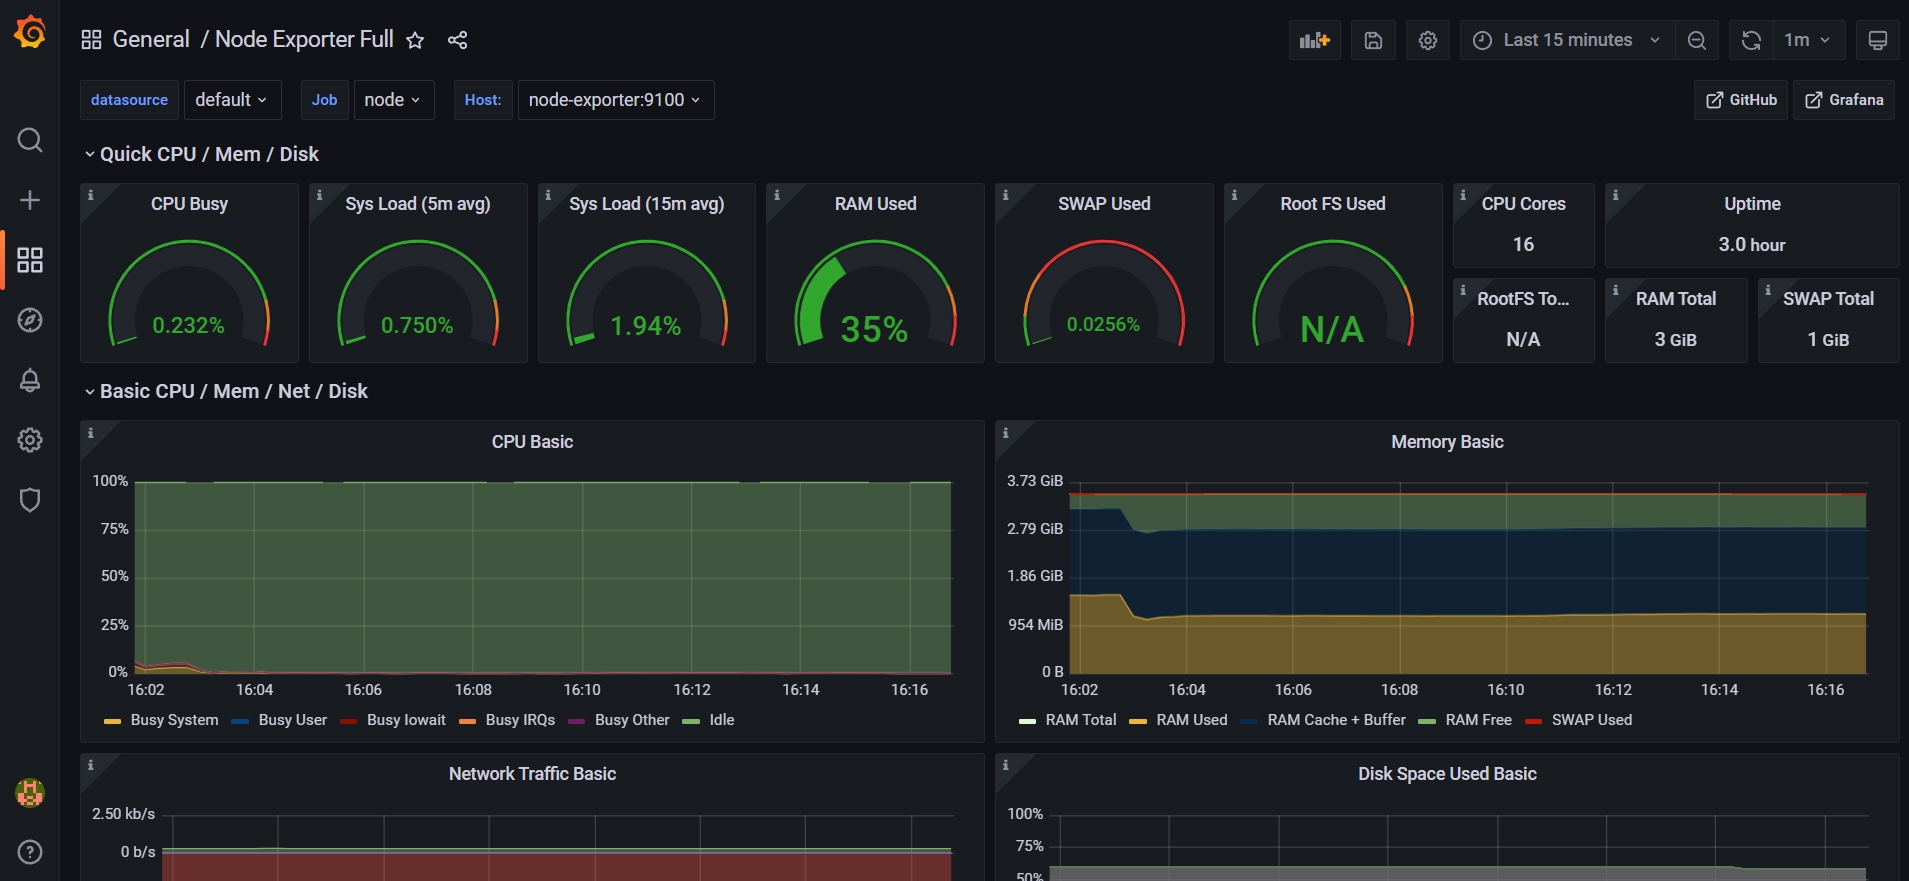 General / Node Exporter Full
Last 15 minutes
1m
datasource default Job node Host: node-exporter:9100
GitHub Grafana
Quick CPU / Mem / Disk
CPU Busy
0.232%
Sys Load (5m avg)
0.750%
Sys Load (15m avg)
1.94%
RAM Used
35%
SWAP Used
0.0256%
Root FS Used
N/A
CPU Cores
16
Uptime
3.0 hour
RootFS To...
N/A
RAM Total
3 GiB
SWAP Total
1 GiB
Basic CPU / Mem / Net / Disk
CPU Basic
100%
75%
50%
25%
0%
16:02 16:04 16:06 16:08 16:10 16:12 16:14 16:16
Busy System Busy User Busy Iowait Busy IRQs Busy Other Idle
Memory Basic
3.73 GiB
2.79 GiB
1.86 GiB
954 MiB
0 B
16:02 16:04 16:06 16:08 16:10 16:12 16:14 16:16
RAM Total RAM Used RAM Cache + Buffer RAM Free SWAP Used
Network Traffic Basic
2.50 kb/s
0 b/s
Disk Space Used Basic
100%
75%
50%